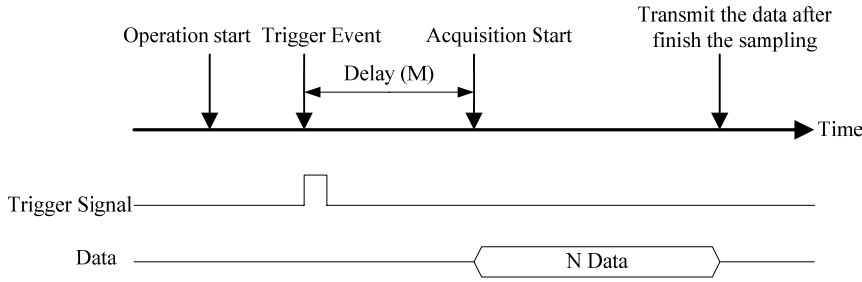 Transmit the data after
finish the sampling
Operation start
Trigger Event
Acquisition Start
Delay (M)
Time
Trigger Signal
Data
N Data